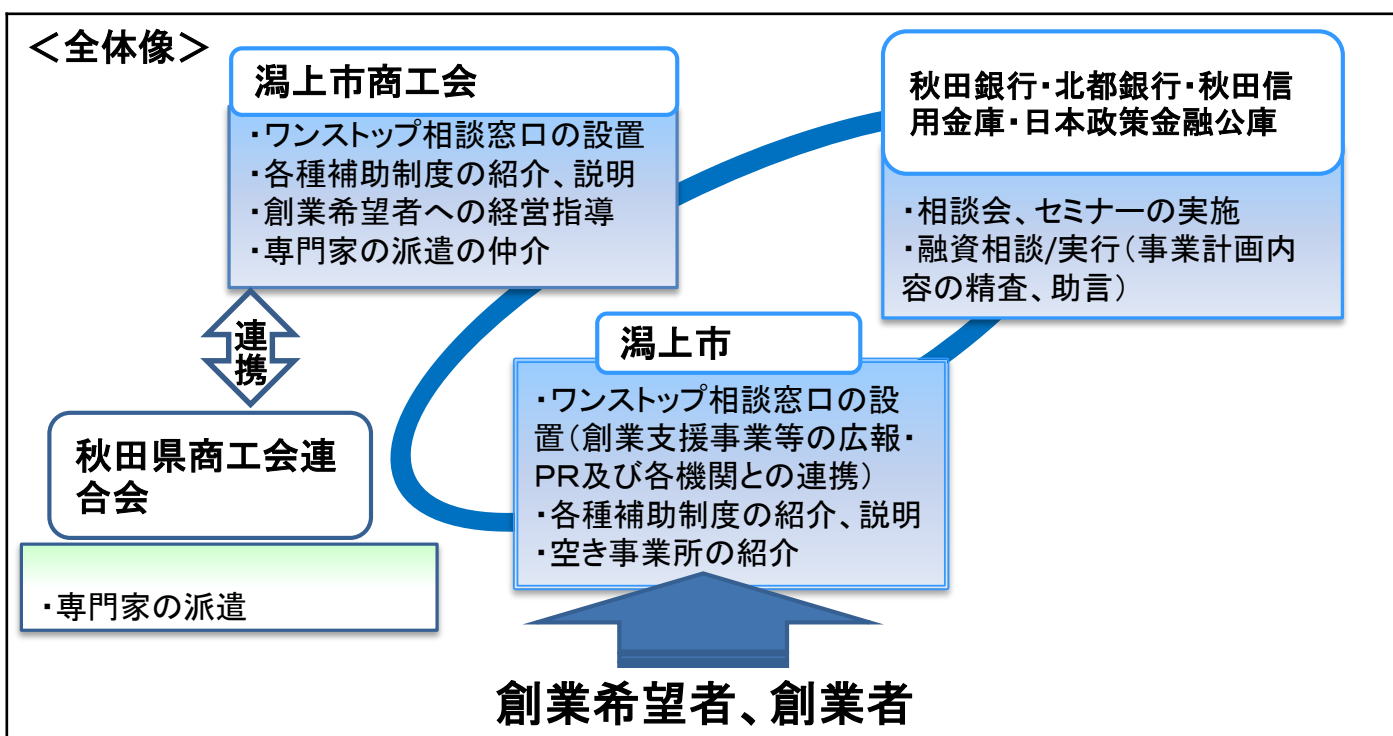 ＜全体像＞
潟上市商工会
・ワンストップ相談窓口の設置
・各種補助制度の紹介、説明
・創業希望者への経営指導
・専門家の派遣の仲介
秋田銀行・北都銀行・秋田信
用金庫・日本政策金融公庫
・相談会、セミナーの実施
・融資相談/実行（事業計画内
容の精査、助言）
連
携
潟上市
・ワンストップ相談窓口の設
置（創業支援事業等の広報・
ＰＲ及び各機関との連携）
・各種補助制度の紹介、説明
・空き事業所の紹介
秋田県商工会連
合会
・専門家の派遣
創業希望者、創業者